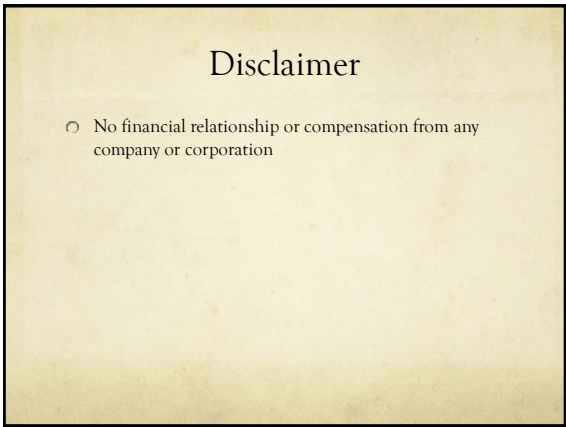 Disclaimer
No financial relationship or compensation from any
company or corporation